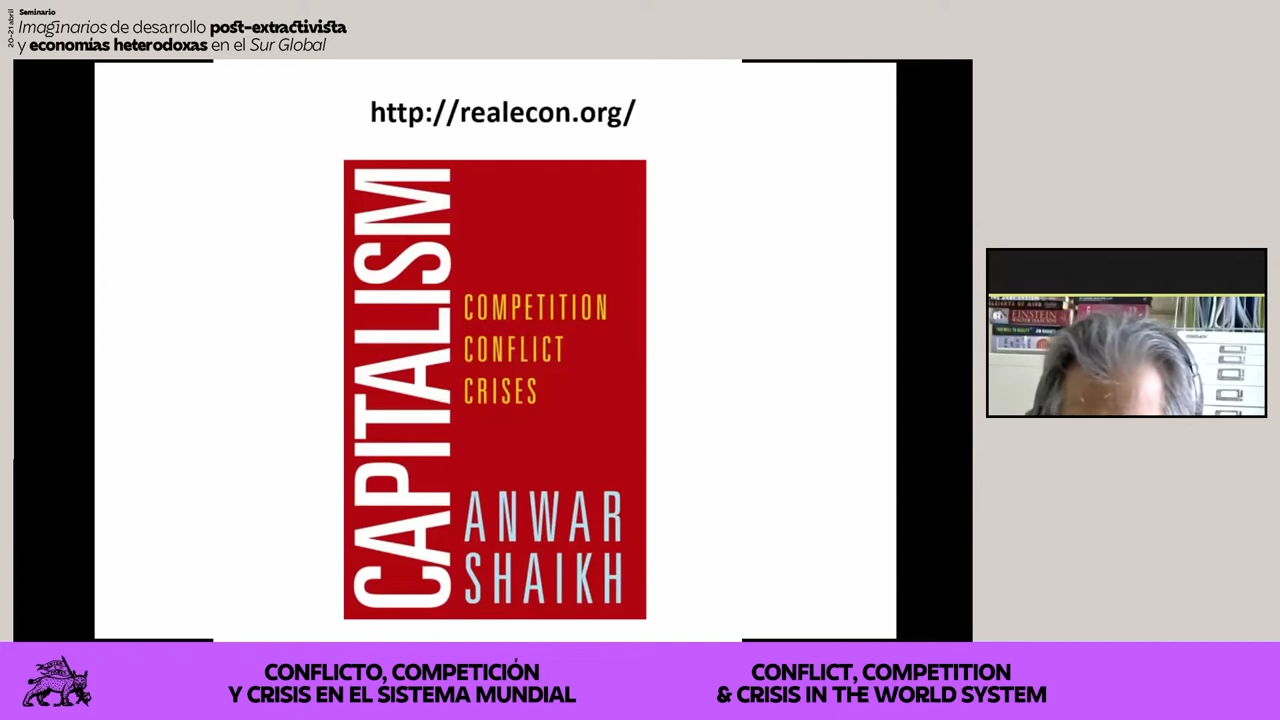 20-21 abril
Seminario
Imaginarios de desarrollo post-extractivista
y economías heterodoxas en el Sur Global
http://realecon.org/
CAPITALISM
COMPETITION
CONFLICT
CRISES
ANWAR
SHAIKH
EINSTEIN
CONFLICTO, COMPETICIÓN
Y CRISIS EN EL SISTEMA MUNDIAL
CONFLICT, COMPETITION
& CRISIS IN THE WORLD SYSTEM